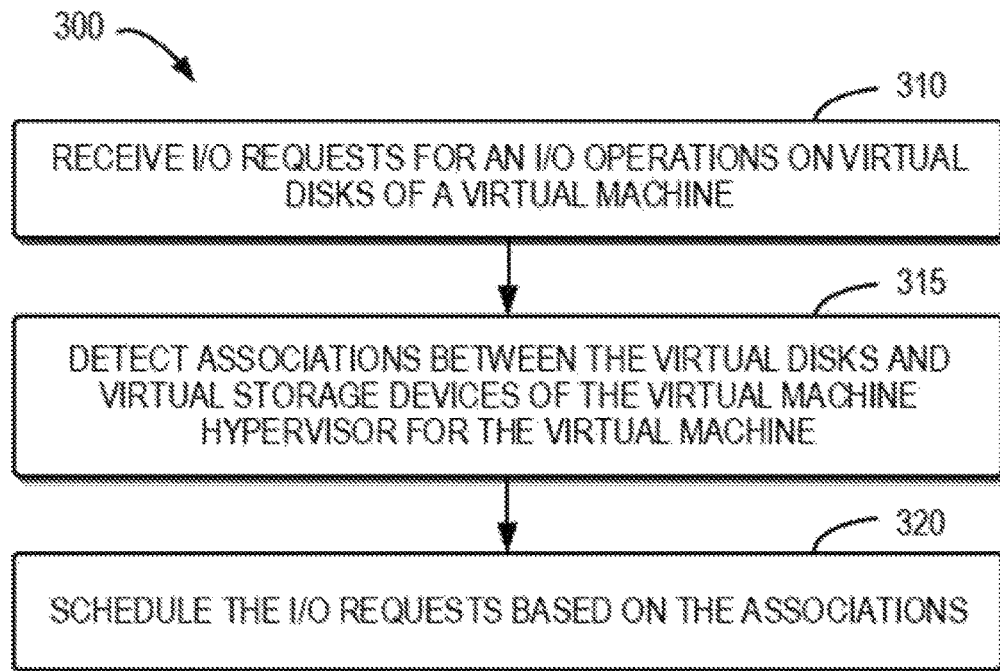 300
310
RECEIVE I/O REQUESTS FOR AN I/O OPERATIONS ON VIRTUAL
DISKS OF A VIRTUAL MACHINE
315
DETECT ASSOCIATIONS BETWEEN THE VIRTUAL DISKS AND
VIRTUAL STORAGE DEVICES OF THE VIRTUAL MACHINE
HYPERVISOR FOR THE VIRTUAL MACHINE
320
SCHEDULE THE I/O REQUESTS BASED ON THE ASSOCIATIONS